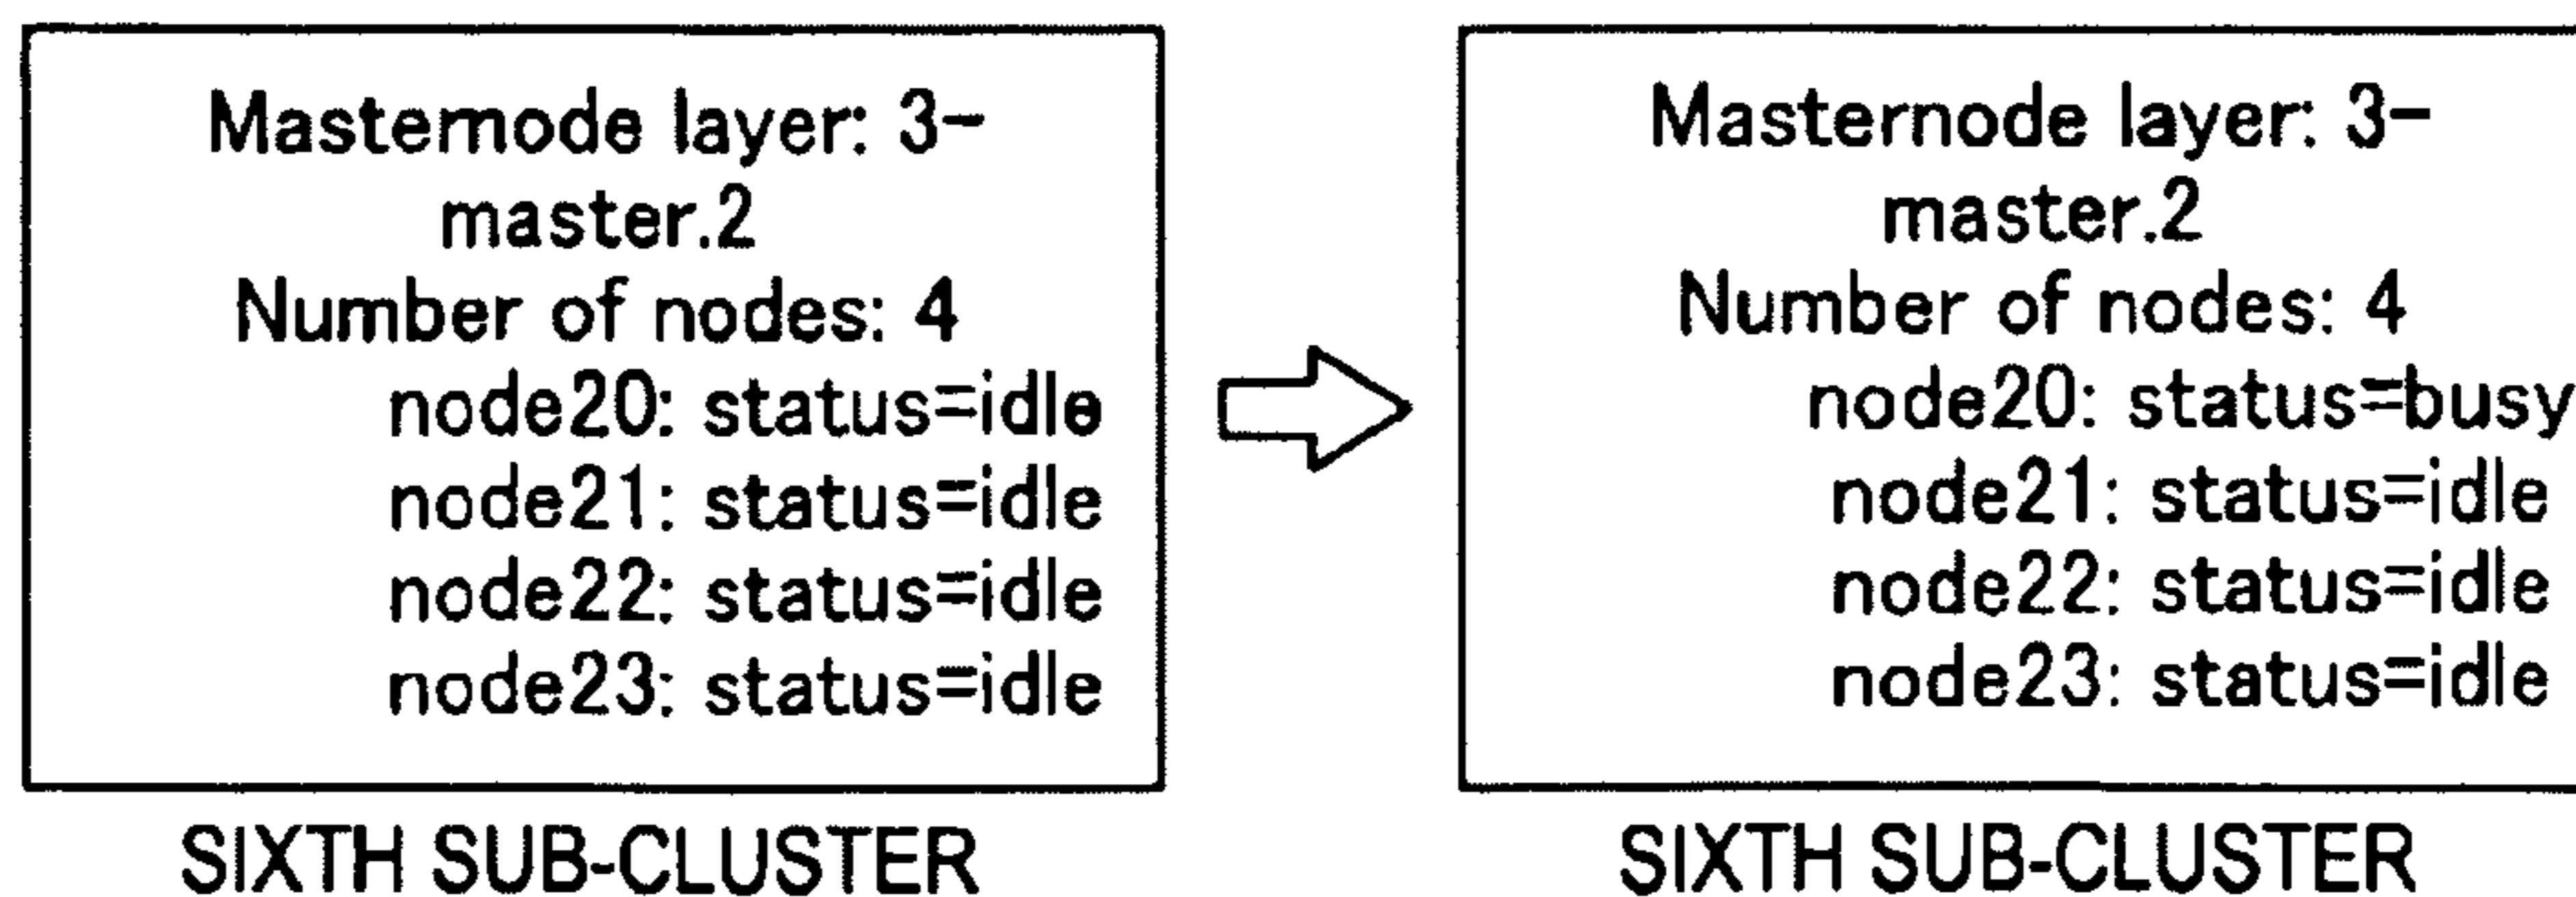 Masternode layer: 3-
master.2
Number of nodes: 4
node20: status=idle
node21: status=idle
node22: status=idle
node23: status=idle
SIXTH SUB-CLUSTER
Masternode layer: 3-
master.2
Number of nodes: 4
node20: status=busy
node21: status=idle
node22: status=idle
node23: status=idle
SIXTH SUB-CLUSTER